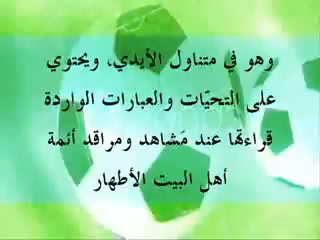 وهو في متناول الأيدي، ويحتوي
على التحيّات والعبارات الواردة
قراءتها عند مَشاهد ومراقد أئمة
أهل البيت الأطهار